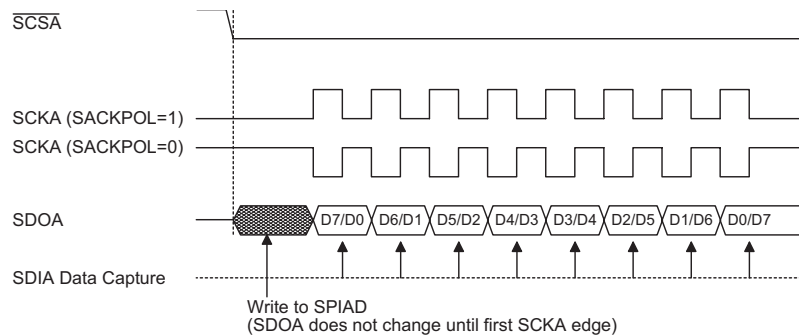 SCSA
SCKA (SACKPOL=1)
SCKA (SACKPOL=0)
SDOA D7/D0 D6/D1 D5/D2 D4/D3 D3/D4 D2/D5 D1/D6 D0/D7
SDIA Data Capture
Write to SPIAD
(SDOA does not change until first SCKA edge)